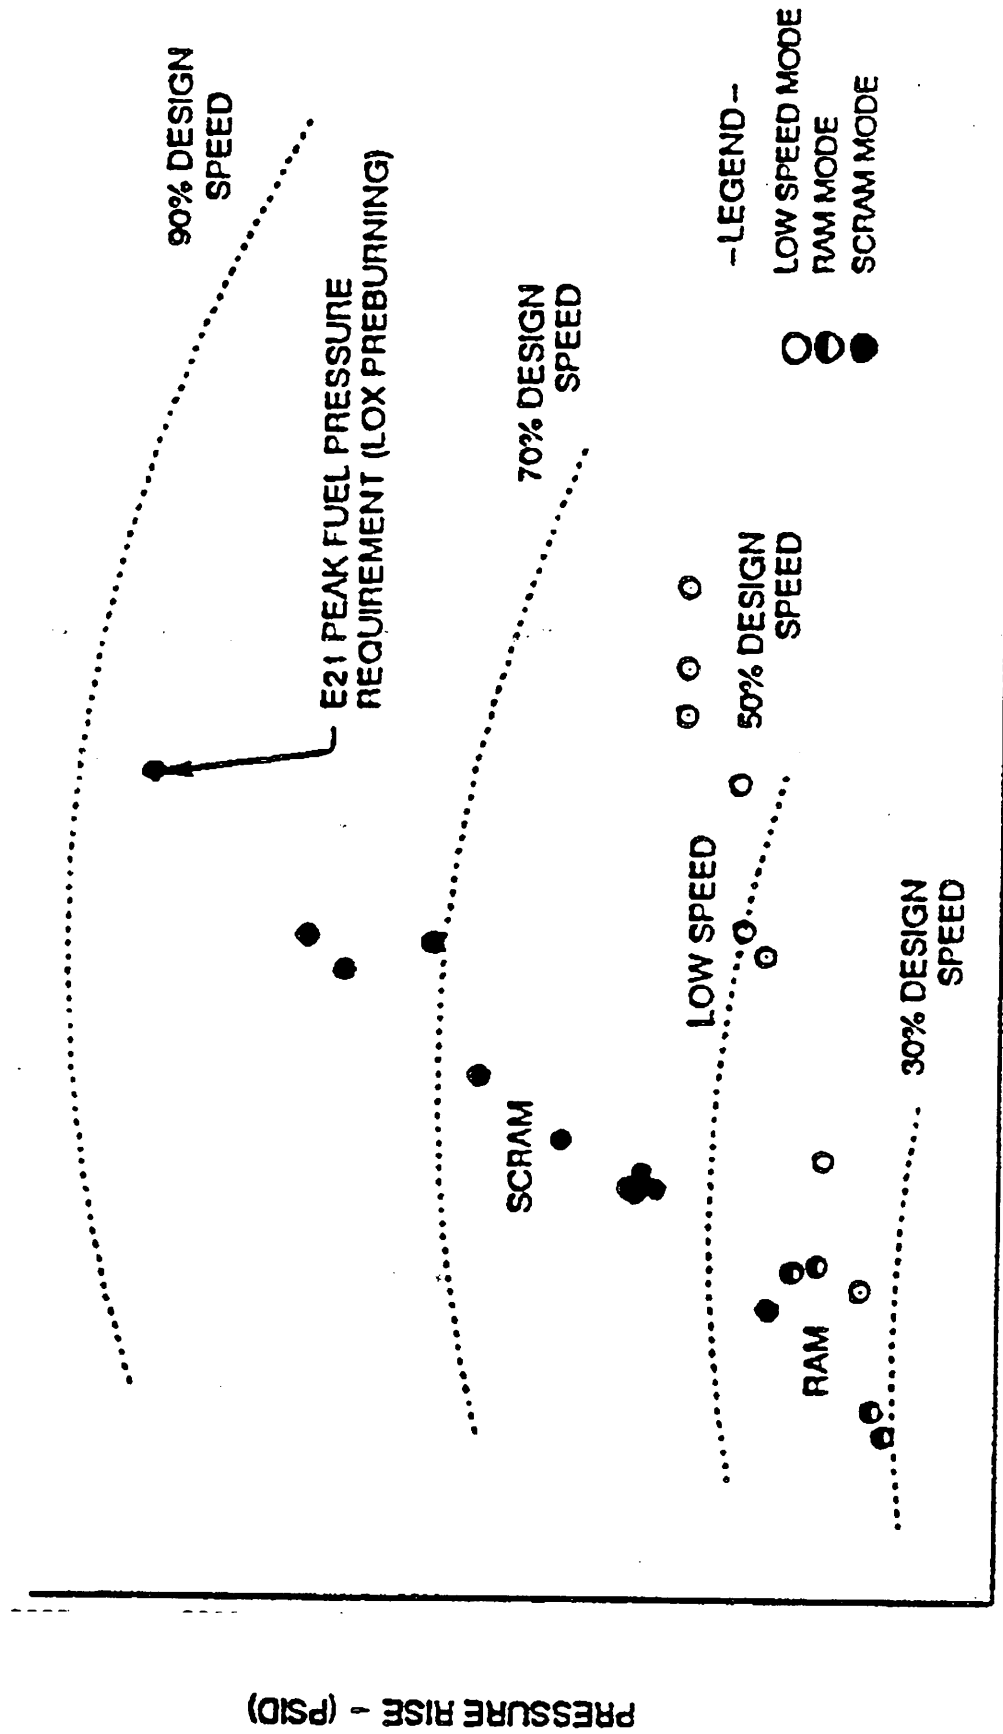 90% DESIGN
SPEED
E21 PEAK FUEL PRESSURE
REQUIREMENT (LOX PREBURNING)
70% DESIGN
SPEED
SCRAM
LOW SPEED
50% DESIGN
SPEED
RAM
30% DESIGN
SPEED
-LEGEND-
LOW SPEED MODE
RAM MODE
SCRAM MODE
PRESSURE RISE - (PSID)